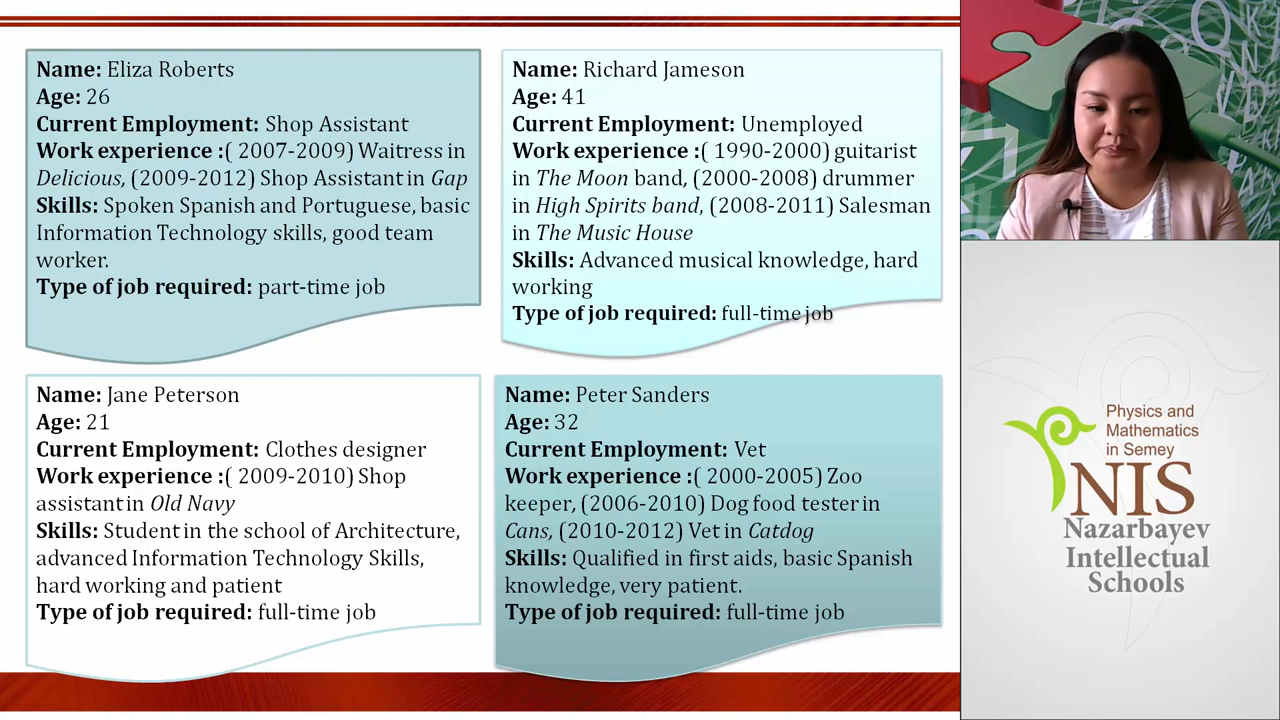 Name: Eliza Roberts
Age: 26
Current Employment: Shop Assistant
Work experience :( 2007-2009) Waitress in
Delicious, (2009-2012) Shop Assistant in Gap
Skills: Spoken Spanish and Portuguese, basic
Information Technology skills, good team
worker.
Type of job required: part-time job
Name: Richard Jameson
Age: 41
Current Employment: Unemployed
Work experience :( 1990-2000) guitarist
in The Moon band, (2000-2008) drummer
in High Spirits band, (2008-2011) Salesman
in The Music House
Skills: Advanced musical knowledge, hard
working
Type of job required: full-time job
Name: Jane Peterson
Age: 21
Current Employment: Clothes designer
Work experience :( 2009-2010) Shop
assistant in Old Navy
Skills: Student in the school of Architecture,
advanced Information Technology Skills,
hard working and patient
Type of job required: full-time job
Name: Peter Sanders
Age: 32
Current Employment: Vet
Work experience :( 2000-2005) Zoo
keeper, (2006-2010) Dog food tester in
Cans, (2010-2012) Vet in Catdog
Skills: Qualified in first aids, basic Spanish
knowledge, very patient.
Type of job required: full-time job
Physics and
Mathematics
in Semey
NIS
Nazarbayev
Intellectual
Schools